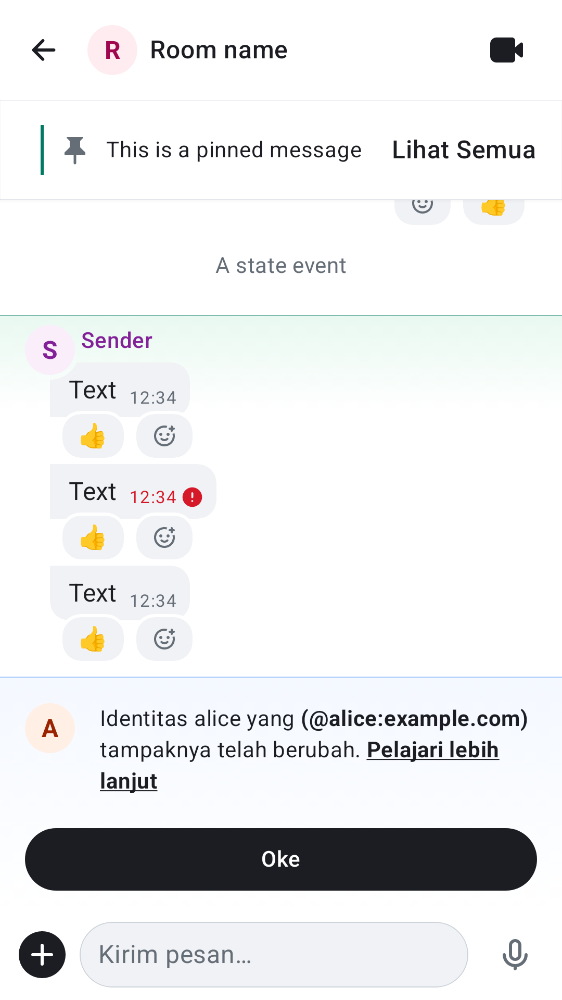 R Room name
This is a pinned message Lihat Semua
A state event
S Sender
Text 12:34
Text 12:34
Text 12:34
A Identitas alice yang (@alice:example.com)
tampaknya telah berubah. Pelajari lebih
lanjut
Oke
Kirim pesan…